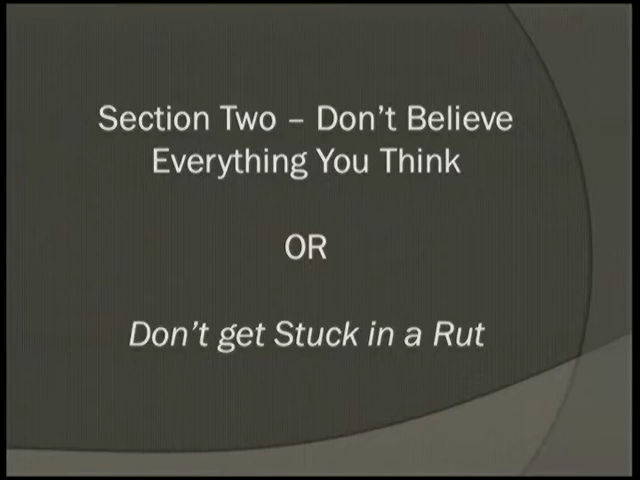 Section Two – Don't Believe
Everything You Think
OR
Don't get Stuck in a Rut